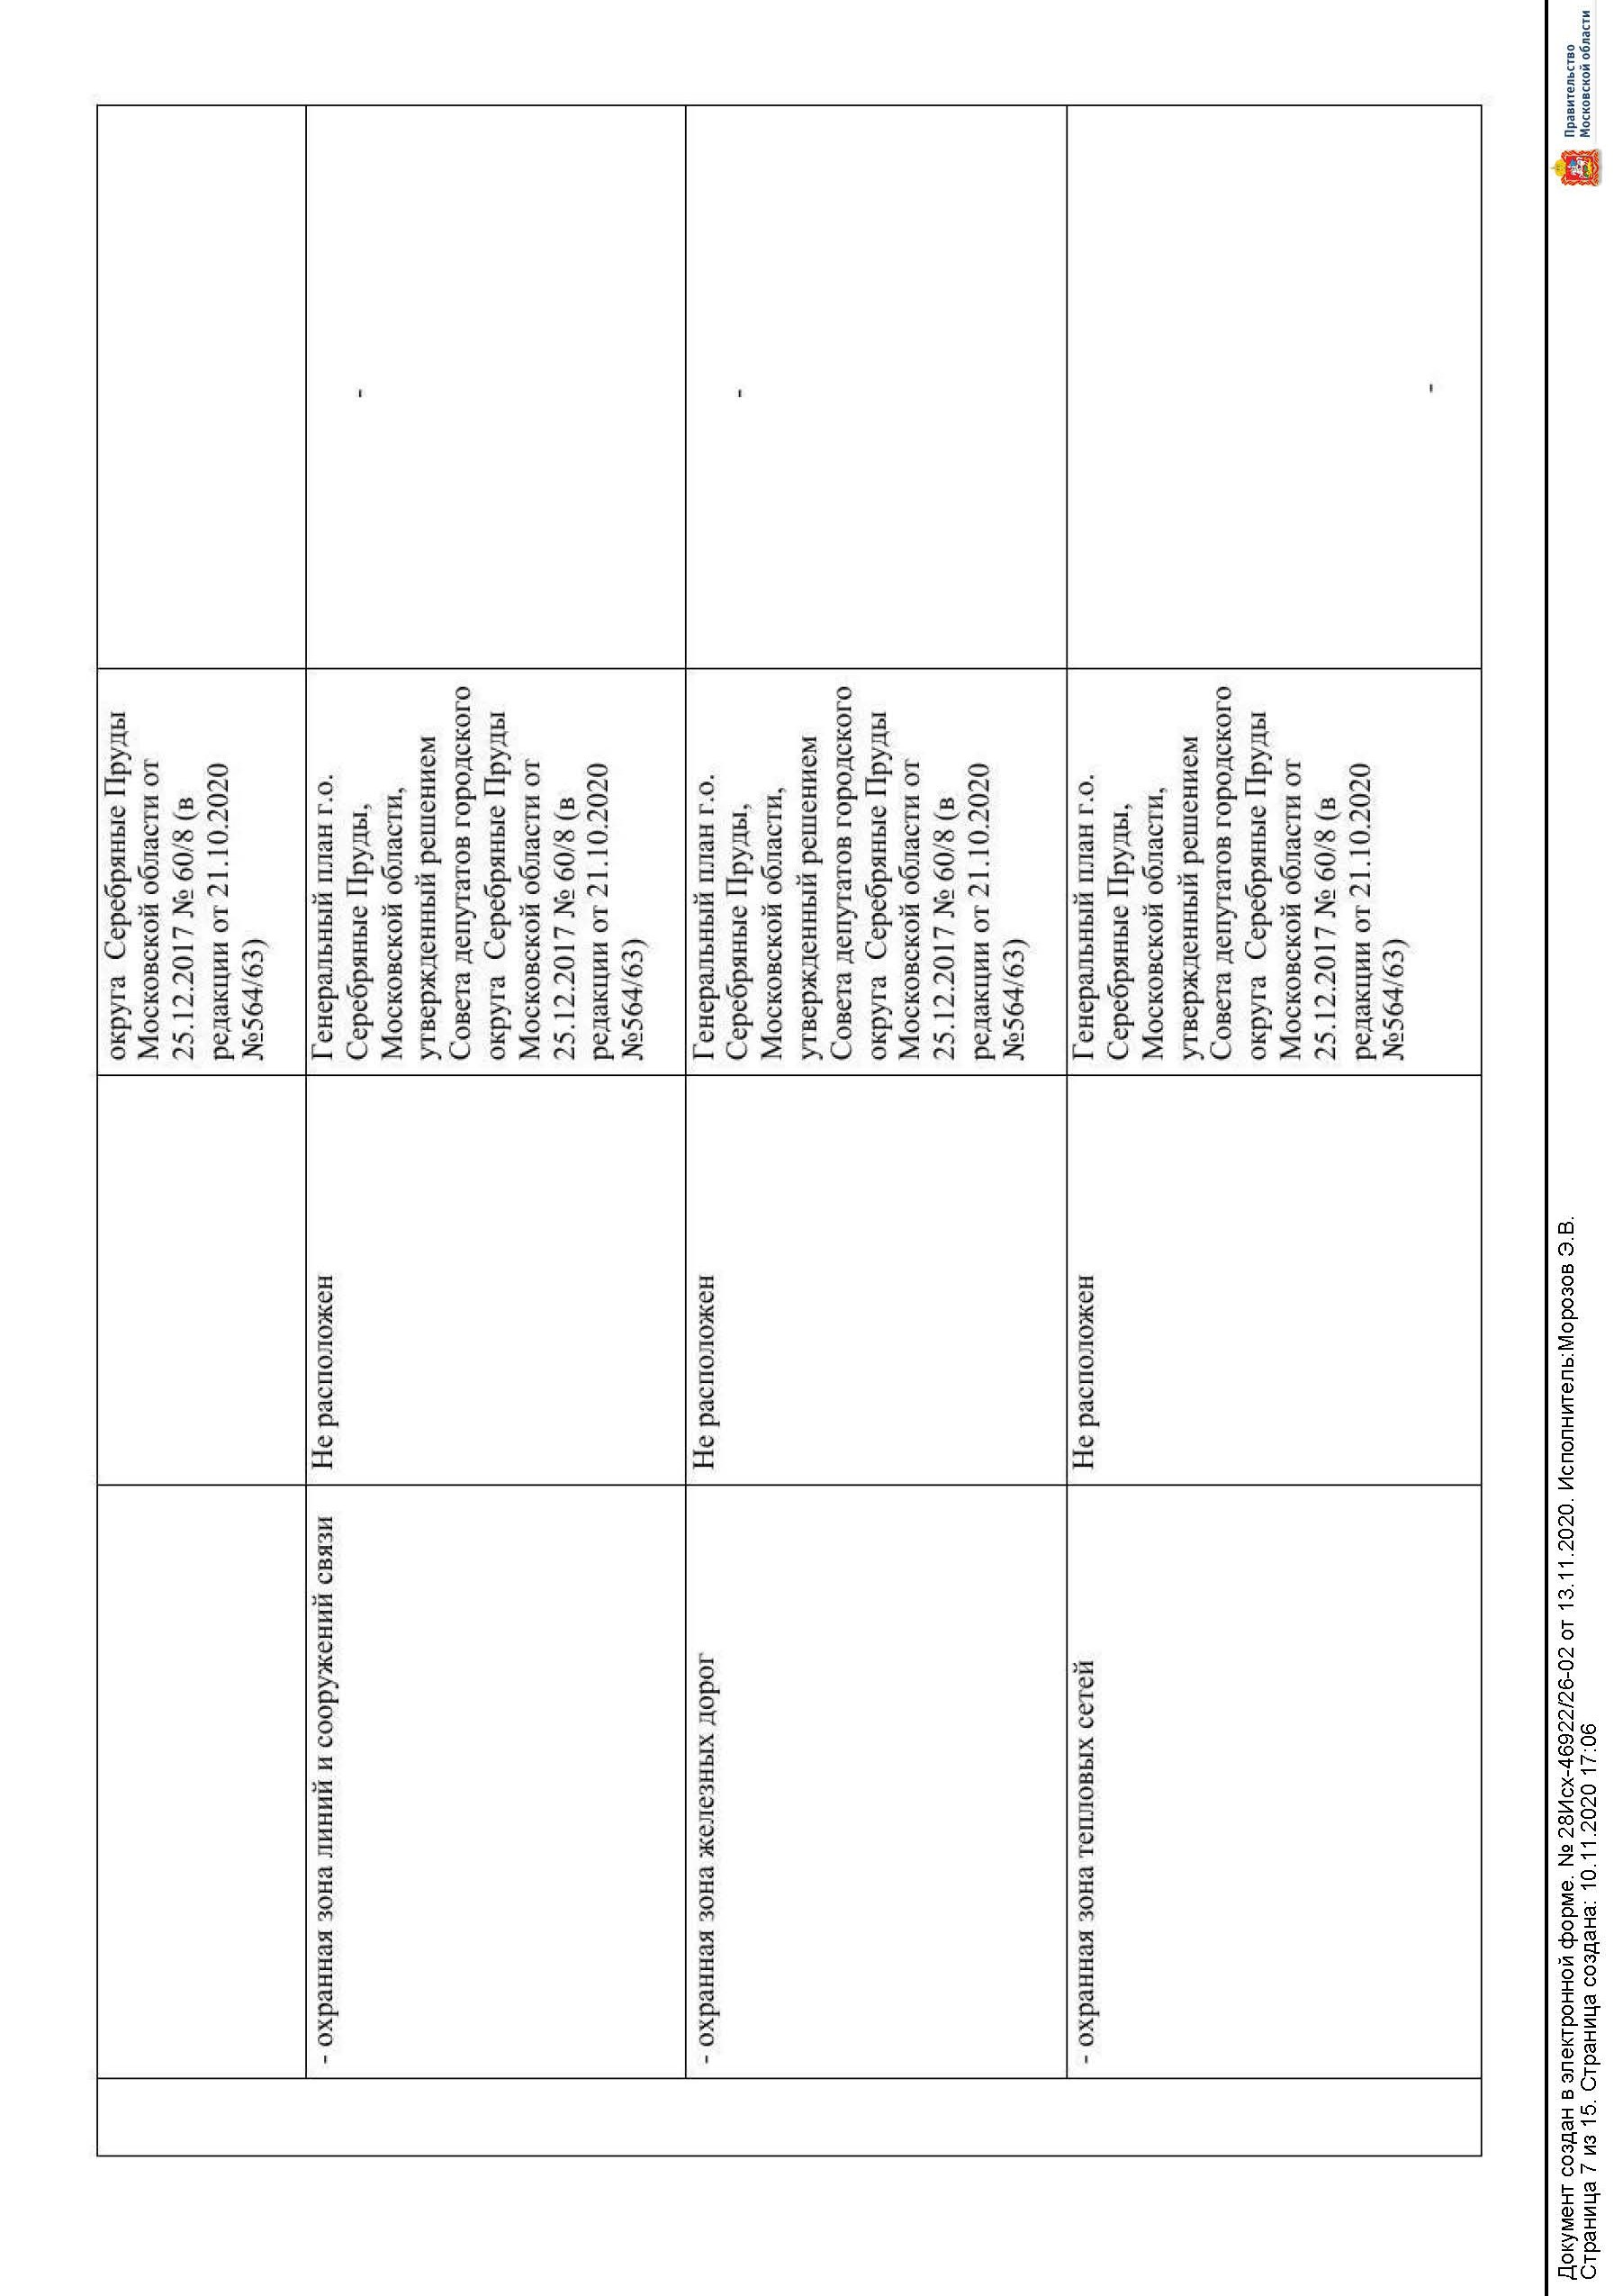 округа  Серебряные Пруды
Московской области от
25.12.2017 № 60/8 (в
редакции от 21.10.2020
№564/63)
- охранная зона линий и сооружений связи
Не расположен
Генеральный план г.о.
Серебряные Пруды,
Московской области,
утвержденный решением
Совета депутатов городского
округа  Серебряные Пруды
Московской области от
25.12.2017 № 60/8 (в
редакции от 21.10.2020
№564/63)
-
- охранная зона железных дорог
Не расположен
Генеральный план г.о.
Серебряные Пруды,
Московской области,
утвержденный решением
Совета депутатов городского
округа  Серебряные Пруды
Московской области от
25.12.2017 № 60/8 (в
редакции от 21.10.2020
№564/63)
-
- охранная зона тепловых сетей
Не расположен
Генеральный план г.о.
Серебряные Пруды,
Московской области,
утвержденный решением
Совета депутатов городского
округа  Серебряные Пруды
Московской области от
25.12.2017 № 60/8 (в
редакции от 21.10.2020
№564/63)
-
Документ создан в электронной форме. № 28Исх-46922/26-02 от 13.11.2020. Исполнитель:Морозов Э.В.
Страница 7 из 15. Страница создана: 10.11.2020 17:06
Правительство
Московской области